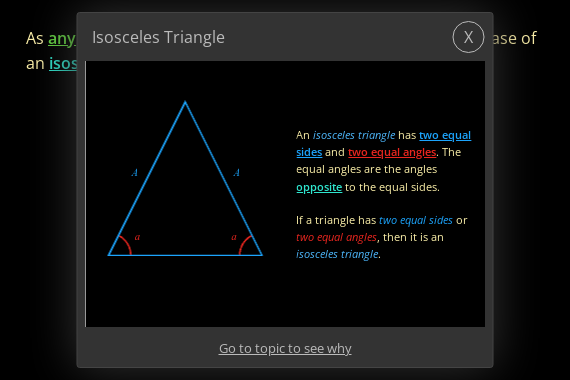 Isosceles Triangle
X
As any
ase of
an isos
An isosceles triangle has two equal
sides and two equal angles. The
equal angles are the angles
opposite to the equal sides.
If a triangle has two equal sides or
two equal angles, then it is an
isosceles triangle.
A
A
a
a
Go to topic to see why